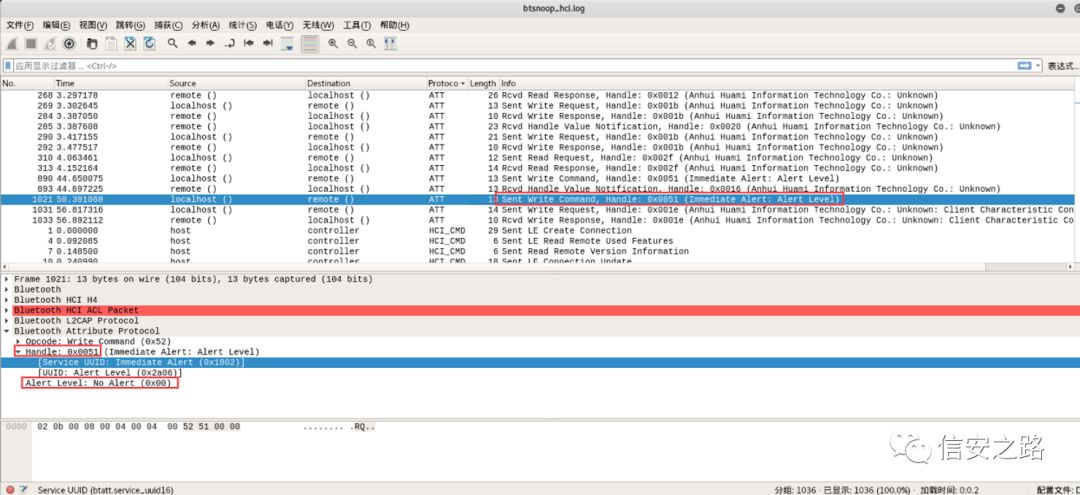 btsnoop_hci.log
文件(F) 编辑(E) 视图(V) 跳转(G) 捕获(C) 分析(A) 统计(S) 电话(Y) 无线(W) 工具(T) 帮助(H)
应用显示过滤器 … <Ctrl-/> 表达式…
No. Time Source Destination Protoco Length Info
268 3.297178 remote () localhost () ATT 26 Rcvd Read Response, Handle: 0x0012 (Anhui Huami Information Technology Co.: Unknown)
269 3.302645 localhost () remote () ATT 13 Sent Write Request, Handle: 0x001b (Anhui Huami Information Technology Co.: Unknown)
284 3.387050 remote () localhost () ATT 10 Rcvd Write Response, Handle: 0x001b (Anhui Huami Information Technology Co.: Unknown)
285 3.387608 remote () localhost () ATT 23 Rcvd Handle Value Notification, Handle: 0x0020 (Anhui Huami Information Technology Co.: Unknown)
290 3.417155 localhost () remote () ATT 21 Sent Write Request, Handle: 0x001b (Anhui Huami Information Technology Co.: Unknown)
292 3.477517 remote () localhost () ATT 10 Rcvd Write Response, Handle: 0x001b (Anhui Huami Information Technology Co.: Unknown)
310 4.063461 localhost () remote () ATT 12 Sent Read Request, Handle: 0x002f (Anhui Huami Information Technology Co.: Unknown)
313 4.152164 remote () localhost () ATT 14 Rcvd Read Response, Handle: 0x002f (Anhui Huami Information Technology Co.: Unknown)
890 44.650075 localhost () remote () ATT 13 Sent Write Command, Handle: 0x0051 (Immediate Alert: Alert Level)
893 44.697225 remote () localhost () ATT 13 Rcvd Handle Value Notification, Handle: 0x0016 (Anhui Huami Information Technology Co.: Unknown)
1021 50.391068 localhost () remote () ATT 13 Sent Write Command, Handle: 0x0051 (Immediate Alert: Alert Level)
1031 56.817316 localhost () remote () ATT 14 Sent Write Request, Handle: 0x001e (Anhui Huami Information Technology Co.: Unknown: Client Characteristic Con
1033 56.892112 remote () localhost () ATT 10 Rcvd Write Response, Handle: 0x001e (Anhui Huami Information Technology Co.: Unknown: Client Characteristic Co
1 0.000000 host controller HCI_CMD 29 Sent LE Create Connection
4 0.092085 host controller HCI_CMD 6 Sent LE Read Remote Used Features
7 0.140500 host controller HCI_CMD 6 Sent Read Remote Version Information
10 0.240990 host controller HCI_CMD 18 Sent LE Connection Update
Frame 1021: 13 bytes on wire (104 bits), 13 bytes captured (104 bits)
Bluetooth
Bluetooth HCI H4
Bluetooth HCI ACL Packet
Bluetooth L2CAP Protocol
Bluetooth Attribute Protocol
Opcode: Write Command (0x52)
Handle: 0x0051 (Immediate Alert: Alert Level)
[Service UUID: Immediate Alert (0x1802)]
[UUID: Alert Level (0x2a06)]
Alert Level: No Alert (0x00)
0000 02 0b 00 08 00 04 00 04 00 52 51 00 00 ........ .RQ..
信安之路
Service UUID (btatt.service_uuid16) 分组: 1036 · 已显示: 1036 (100.0%) · 加载时间: 0:0.2 配置文件: D